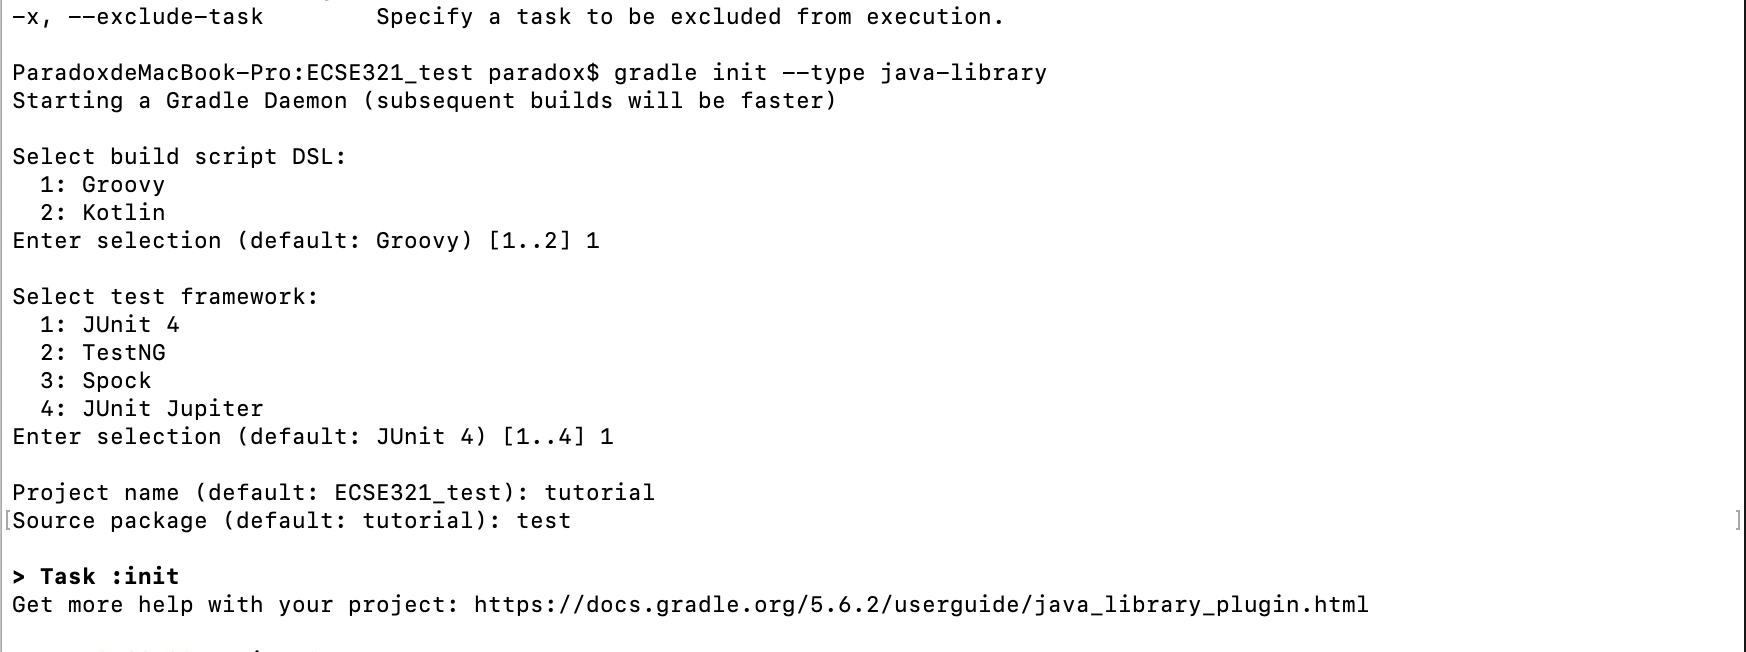 -x, --exclude-task        Specify a task to be excluded from execution.
ParadoxdeMacBook-Pro:ECSE321_test paradox$ gradle init --type java-library
Starting a Gradle Daemon (subsequent builds will be faster)
Select build script DSL:
  1: Groovy
  2: Kotlin
Enter selection (default: Groovy) [1..2] 1
Select test framework:
  1: JUnit 4
  2: TestNG
  3: Spock
  4: JUnit Jupiter
Enter selection (default: JUnit 4) [1..4] 1
Project name (default: ECSE321_test): tutorial
[Source package (default: tutorial): test ]
> Task :init
Get more help with your project: https://docs.gradle.org/5.6.2/userguide/java_library_plugin.html